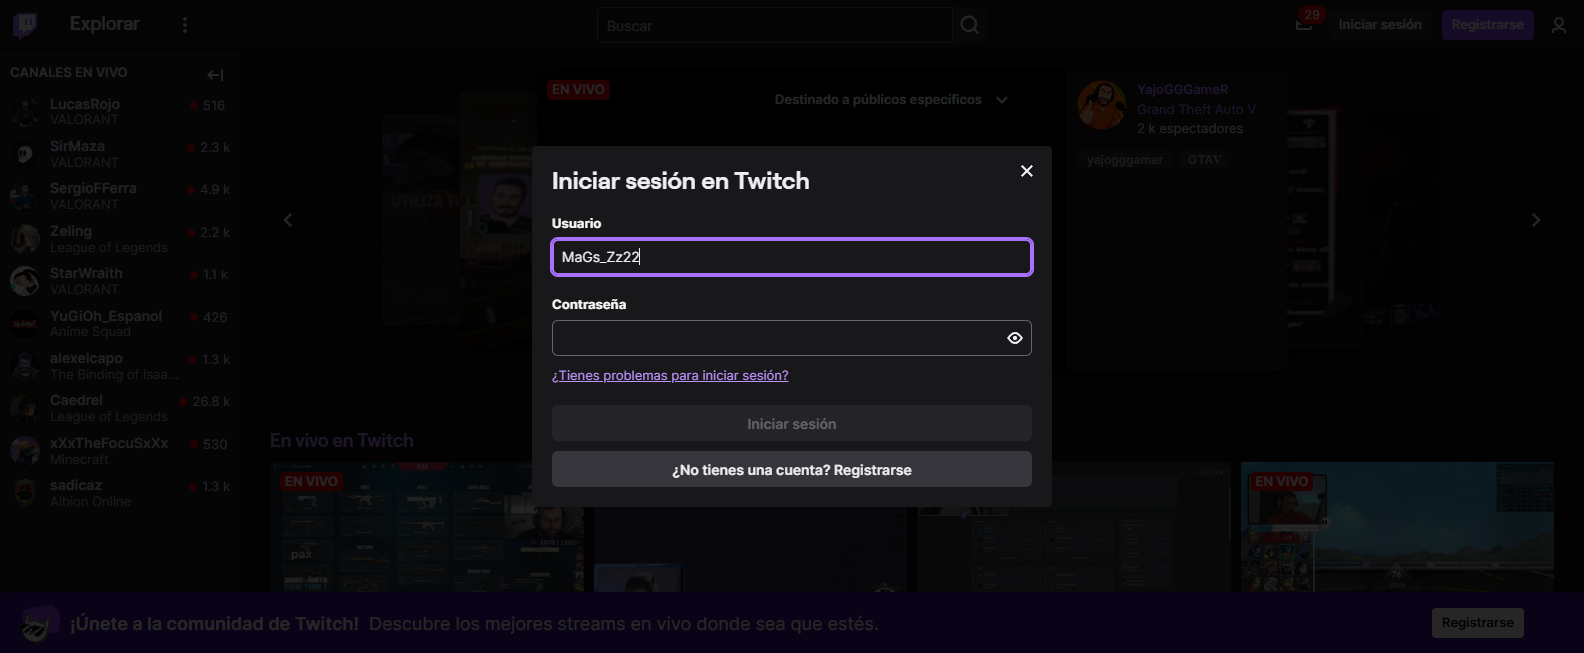 Explorar
Buscar
29
Iniciar sesión
Registrarse
CANALES EN VIVO
LucasRojo
516
VALORANT
SirMaza
2.3 k
VALORANT
SergioFFerra
4.9 k
VALORANT
Zeling
2.2 k
League of Legends
StarWraith
1.1 k
VALORANT
YuGiOh_Espanol
426
Anime Squad
alexelcapo
1.3 k
The Binding of Isaa...
Caedrel
26.8 k
League of Legends
xXxTheFocuSxXx
530
Minecraft
sadicaz
1.3 k
Albion Online
EN VIVO
Destinado a públicos específicos
YajoGGGameR
Grand Theft Auto V
2 k espectadores
yajogggamer
GTAV
Iniciar sesión en Twitch
Usuario
MaGs_Zz22
Contraseña
¿Tienes problemas para iniciar sesión?
Iniciar sesión
¿No tienes una cuenta? Registrarse
En vivo en Twitch
EN VIVO
EN VIVO
¡Únete a la comunidad de Twitch! Descubre los mejores streams en vivo donde sea que estés.
Registrarse